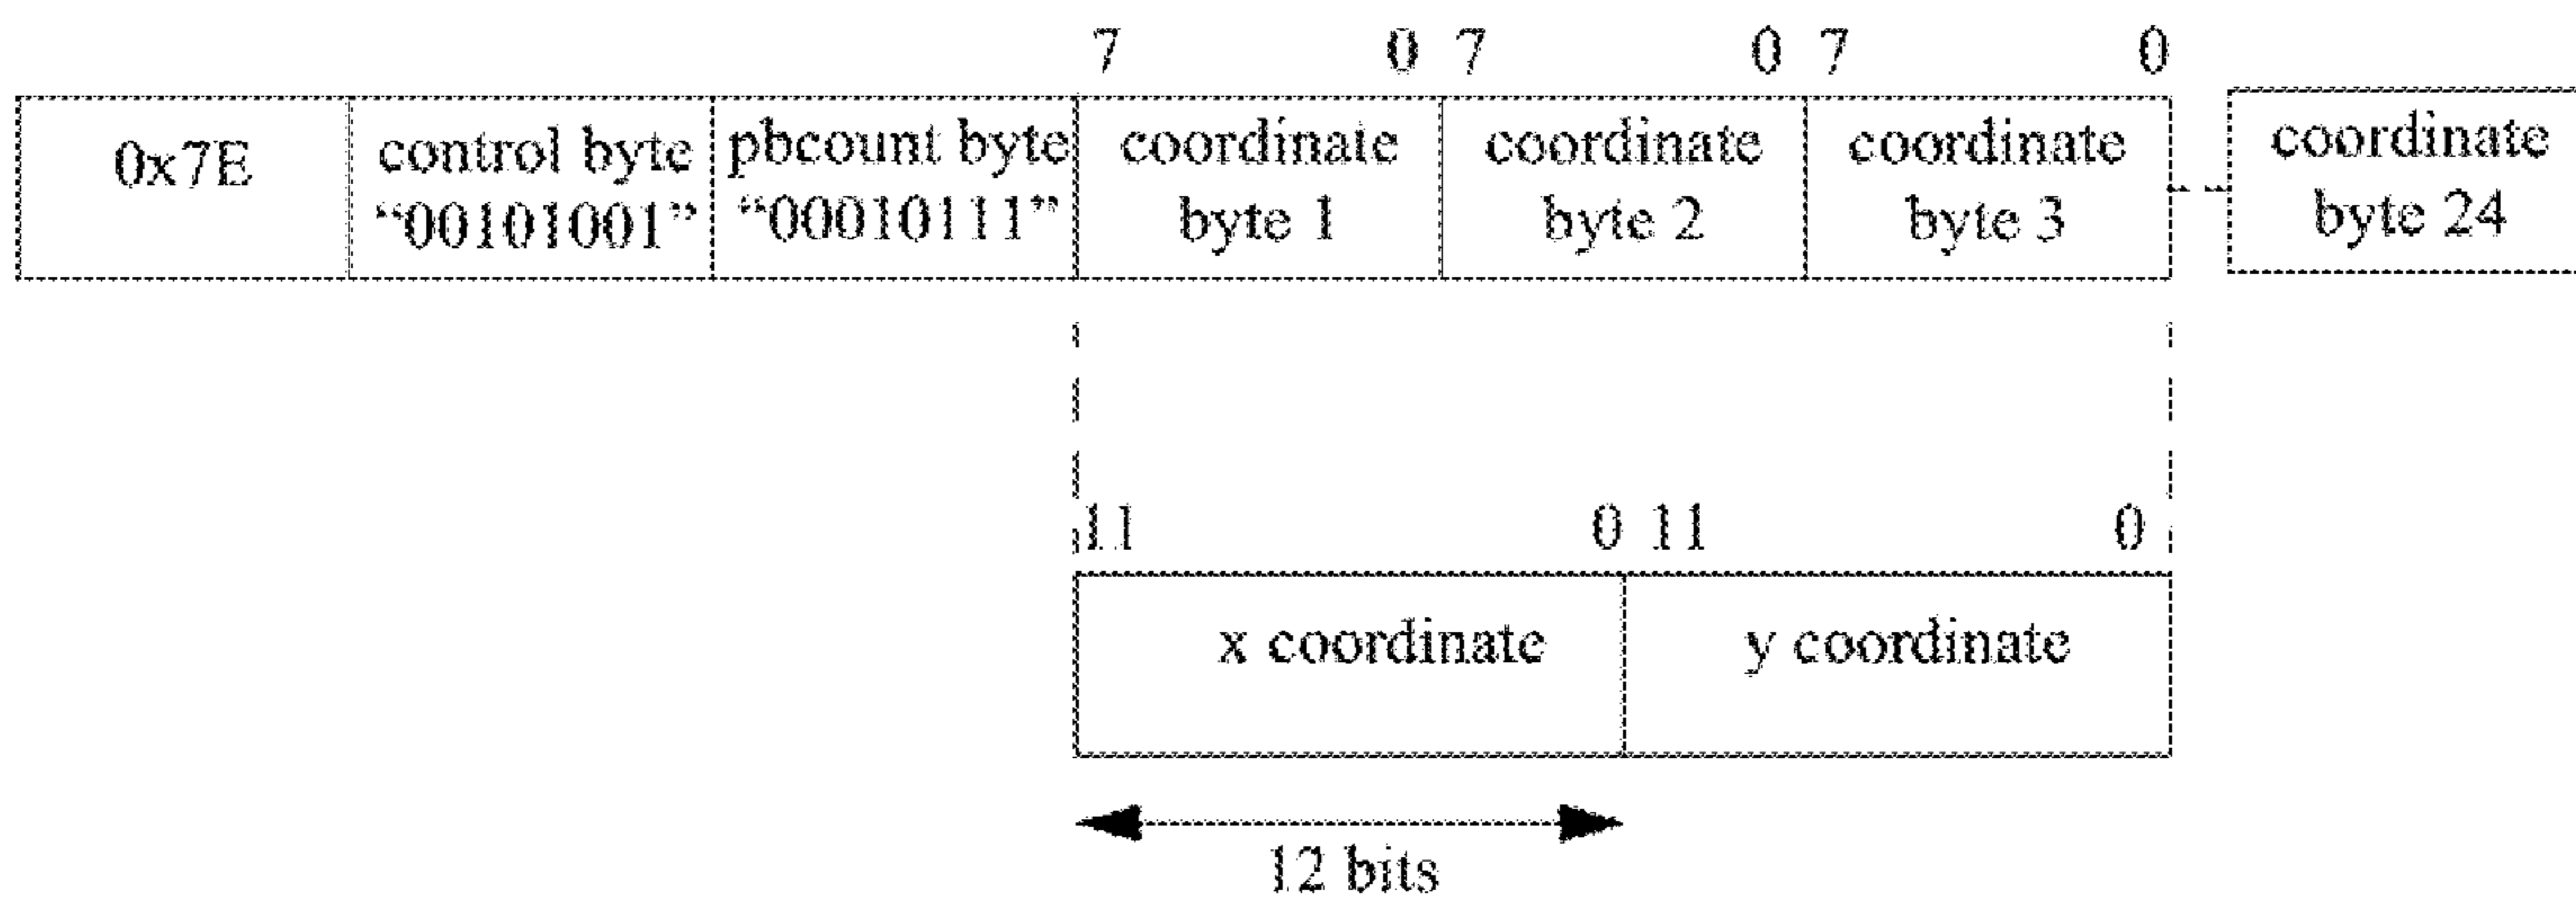 7 0 7 0 7 0
0x7E
control byte
“00101001”
pbcount byte
“00010111”
coordinate
byte 1
coordinate
byte 2
coordinate
byte 3
coordinate
byte 24
11 0 11 0
x coordinate
y coordinate
12 bits